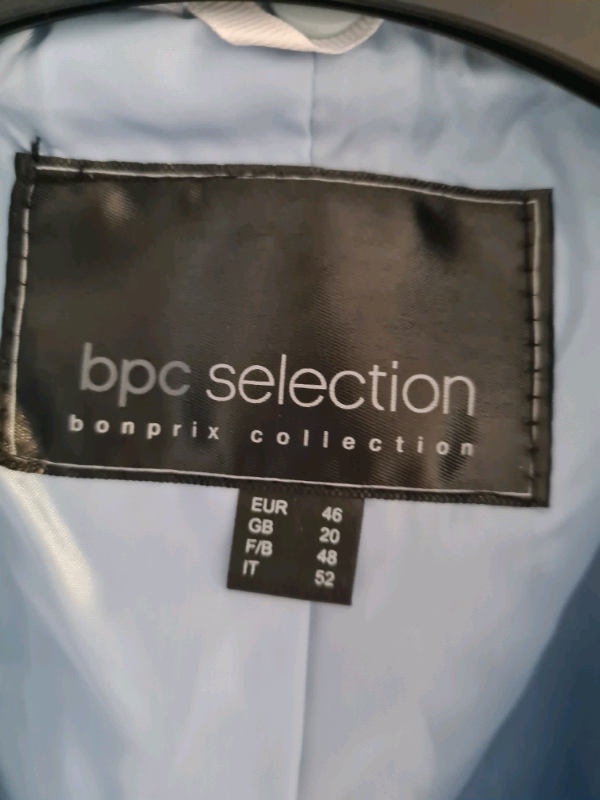 bpc selection
bonprix collection
EUR 46
GB 20
F/B 48
IT 52